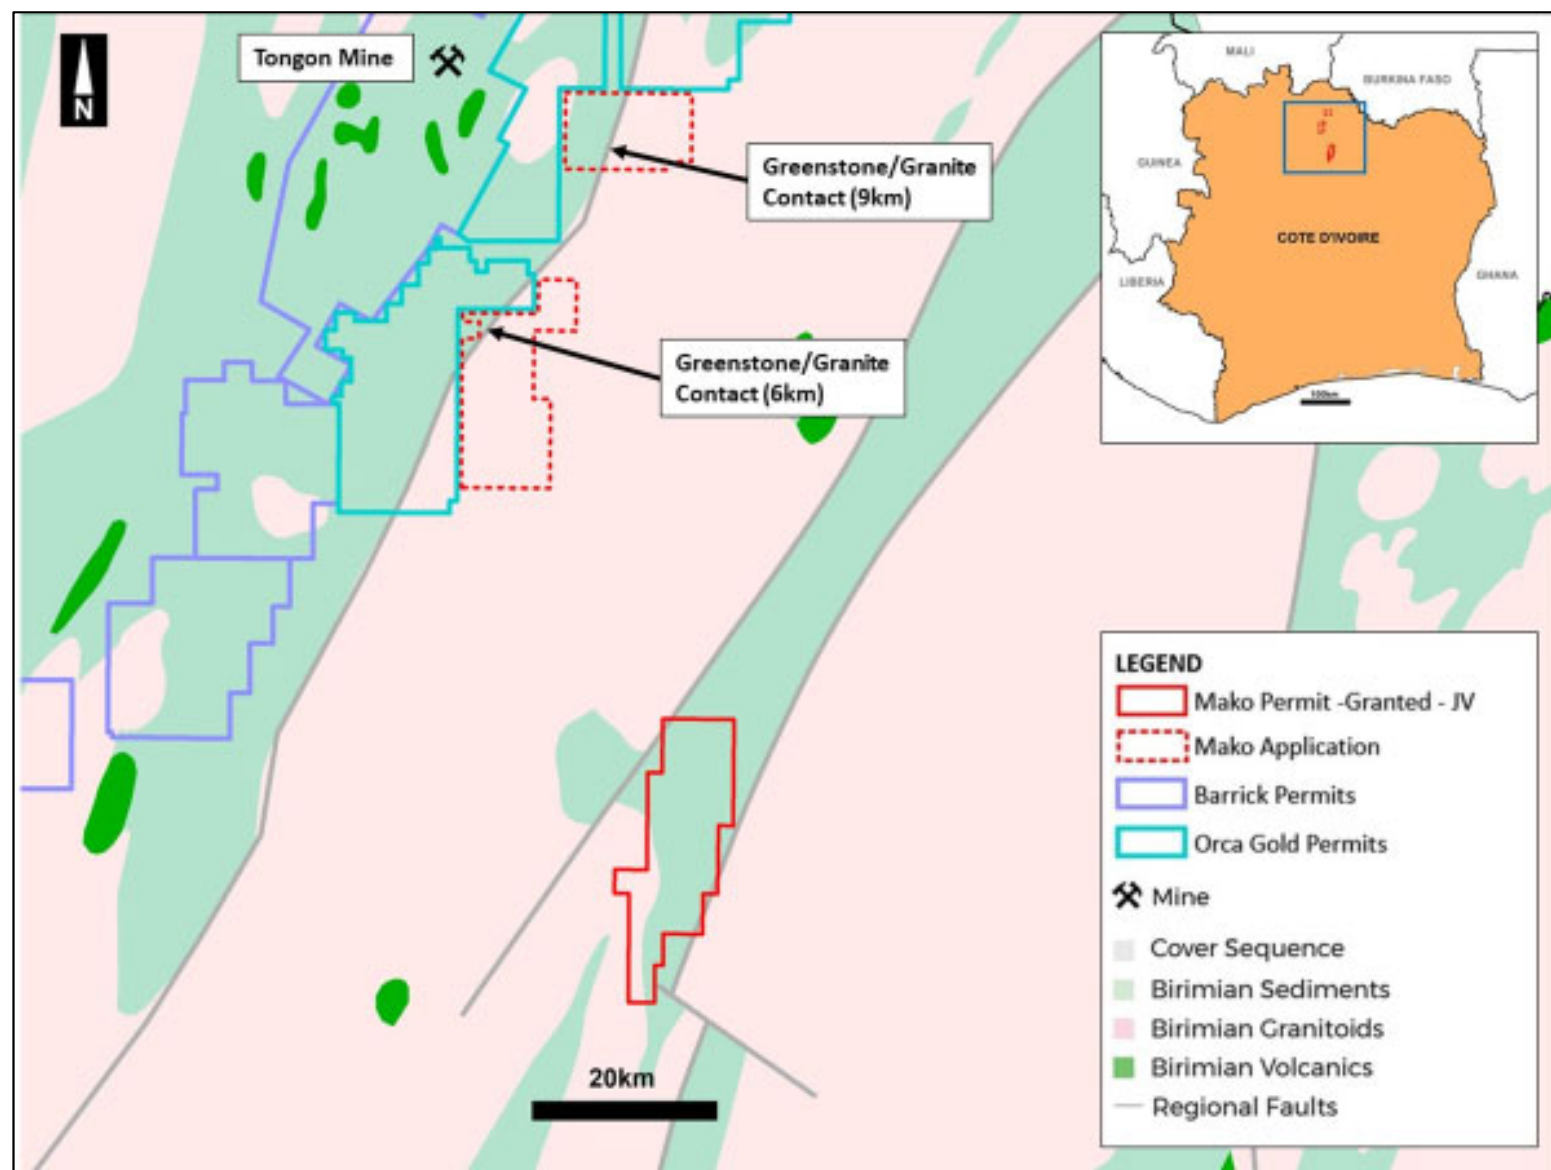 N
Tongon Mine
Greenstone/Granite
Contact (9km)
Greenstone/Granite
Contact (6km)
20km
MALI
BURKINA FASO
GUINEA
COTE D'IVOIRE
LIBERIA
GHANA
100km
LEGEND
Mako Permit -Granted - JV
Mako Application
Barrick Permits
Orca Gold Permits
Mine
Cover Sequence
Birimian Sediments
Birimian Granitoids
Birimian Volcanics
Regional Faults